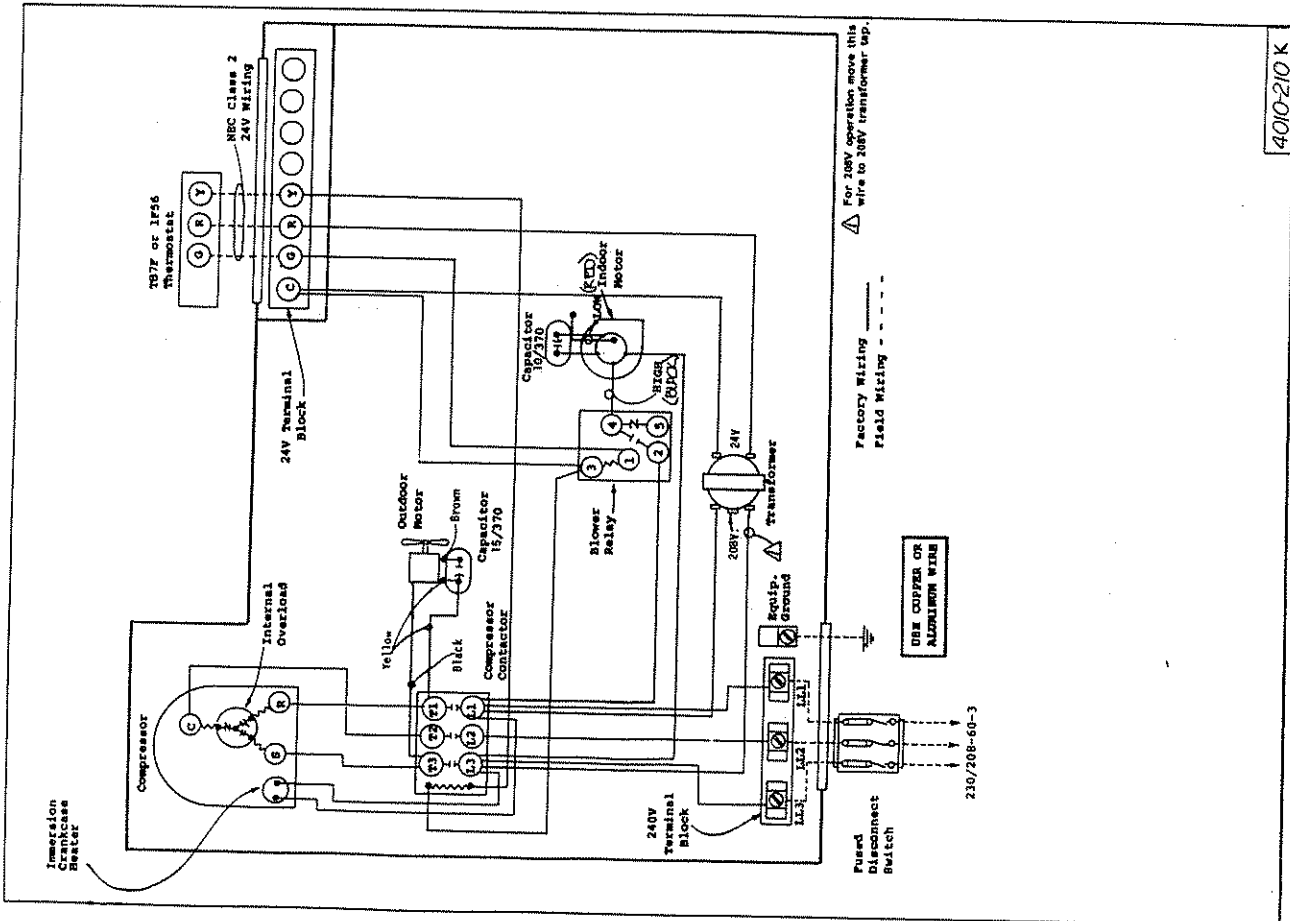 Immersion
Crankcase
Heater
Compressor
Internal
Overload
C
R
S
Outdoor
Motor
Brown
Yellow
Black
Capacitor
15/370
Compressor
Contactor
T1
T2
T3
L1
L2
L3
T87F or 1F56
Thermostat
G
R
Y
NEC Class 2
24V Wiring
C
G
R
Y
24V Terminal
Block
Capacitor
10/370
LOW (RED)
Indoor
Motor
HIGH
(BLACK)
Blower
Relay
3
1
4
2
5
24V
208V
Transformer
Equip.
Ground
240V
Terminal
Block
LL1
LL2
LL3
Fused
Disconnect
Switch
230/208-60-3
USE COPPER OR
ALUMINUM WIRE
Factory Wiring
Field Wiring - - - - -
For 208V operation move this
wire to 208V transformer tap.
4010-210 K